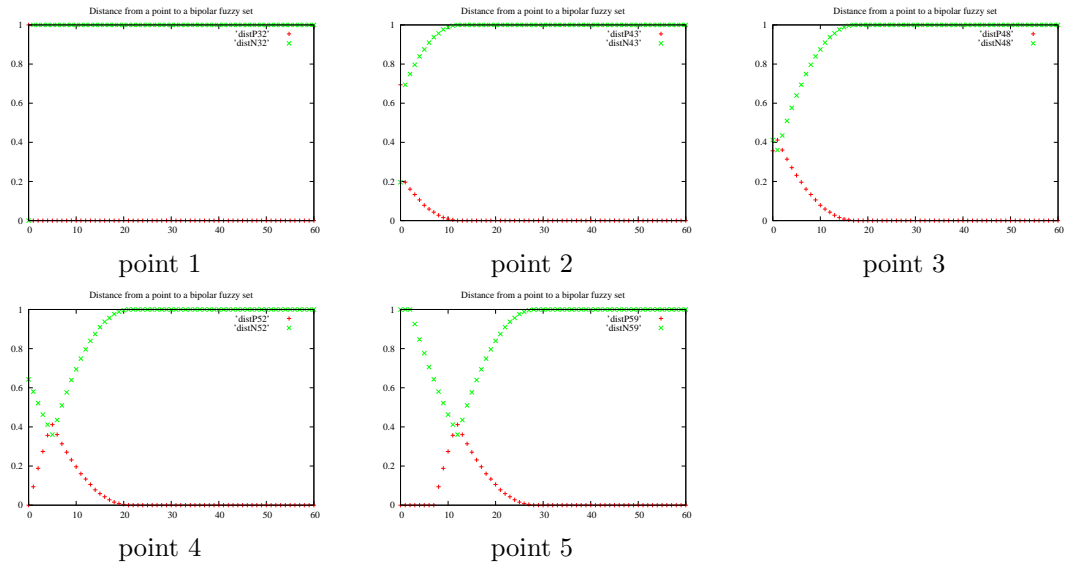 Distance from a point to a bipolar fuzzy set
1
'distP32'
'distN32'
0.8
0.6
0.4
0.2
0
0 10 20 30 40 50 60
point 1
Distance from a point to a bipolar fuzzy set
1
'distP43'
'distN43'
0.8
0.6
0.4
0.2
0
0 10 20 30 40 50 60
point 2
Distance from a point to a bipolar fuzzy set
1
'distP48'
'distN48'
0.8
0.6
0.4
0.2
0
0 10 20 30 40 50 60
point 3
Distance from a point to a bipolar fuzzy set
1
'distP52'
'distN52'
0.8
0.6
0.4
0.2
0
0 10 20 30 40 50 60
point 4
Distance from a point to a bipolar fuzzy set
1
'distP59'
'distN59'
0.8
0.6
0.4
0.2
0
0 10 20 30 40 50 60
point 5